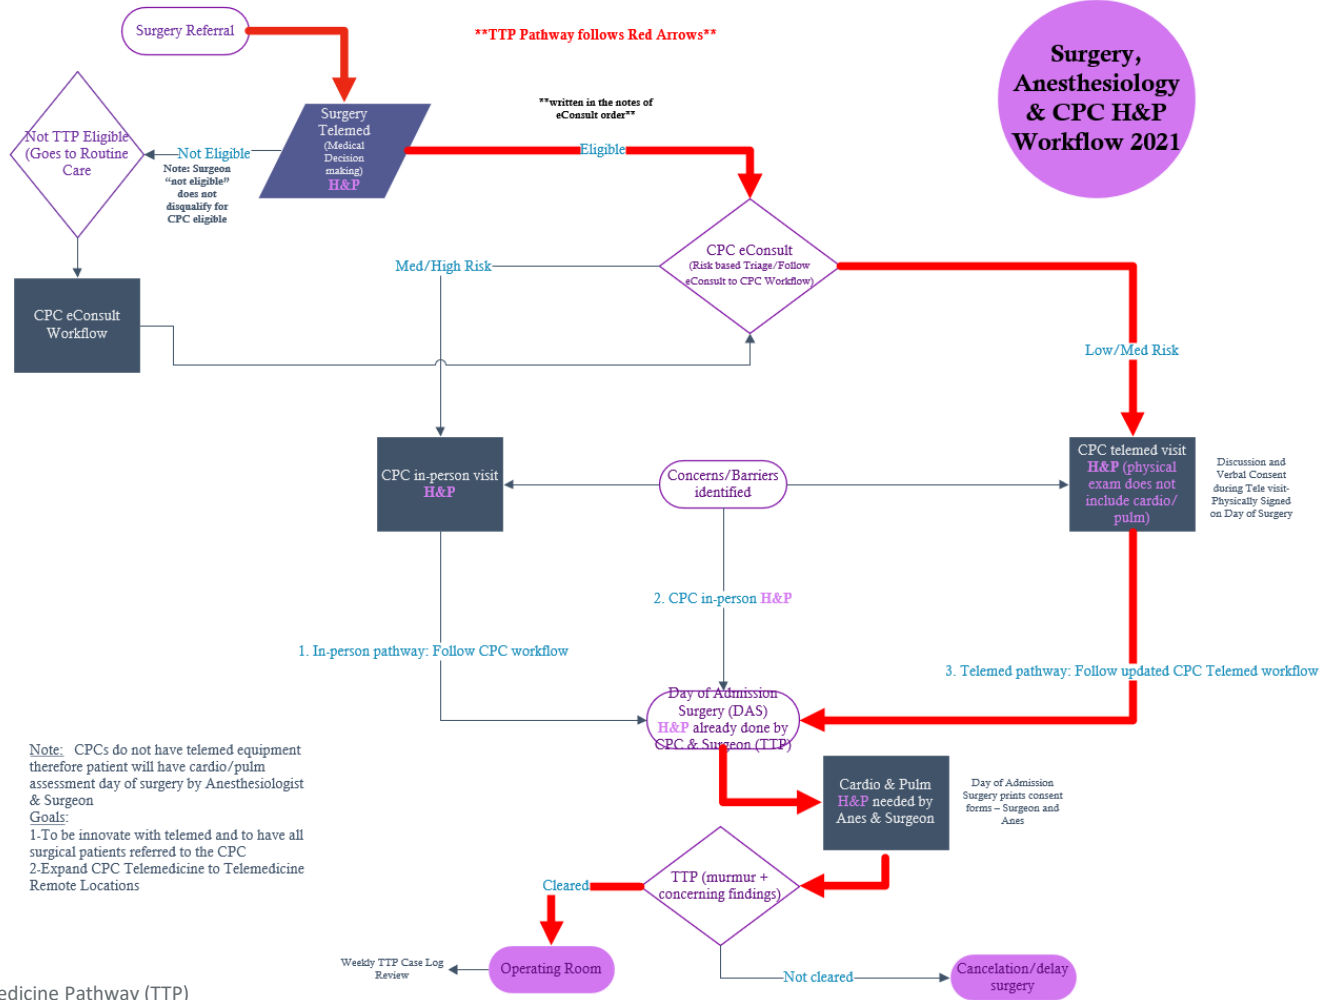 Surgery Referral
**TTP Pathway follows Red Arrows**
Surgery,
Anesthesiology
& CPC H&P
Workflow 2021
**written in the notes of
eConsult order**
Surgery
Telemed
(Medical
Decision
making)
H&P
Not TTP Eligible
(Goes to Routine
Care
Not Eligible
Note: Surgeon
“not eligible”
does not
disqualify for
CPC eligible
Eligible
CPC eConsult
(Risk based Triage/Follow
eConsult to CPC Workflow)
Med/High Risk
CPC eConsult
Workflow
Low/Med Risk
CPC in-person visit
H&P
Concerns/Barriers
identified
CPC telemed visit
H&P (physical
exam does not
include cardio/
pulm)
Discussion and
Verbal Consent
during Tele visit-
Physically Signed
on Day of Surgery
2. CPC in-person H&P
1. In-person pathway: Follow CPC workflow
3. Telemed pathway: Follow updated CPC Telemed workflow
Day of Admission
Surgery (DAS)
H&P already done by
CPC & Surgeon (TTP)
Note: CPCs do not have telemed equipment
therefore patient will have cardio/pulm
assessment day of surgery by Anesthesiologist
& Surgeon
Goals:
1-To be innovate with telemed and to have all
surgical patients referred to the CPC
2-Expand CPC Telemedicine to Telemedicine
Remote Locations
Cardio & Pulm
H&P needed by
Anes & Surgeon
Day of Admission
Surgery prints consent
forms – Surgeon and
Anes
TTP (murmur +
concerning findings)
Cleared
Weekly TTP Case Log
Review
Operating Room
Not cleared
Cancelation/delay
surgery
edicine Pathway (TTP)